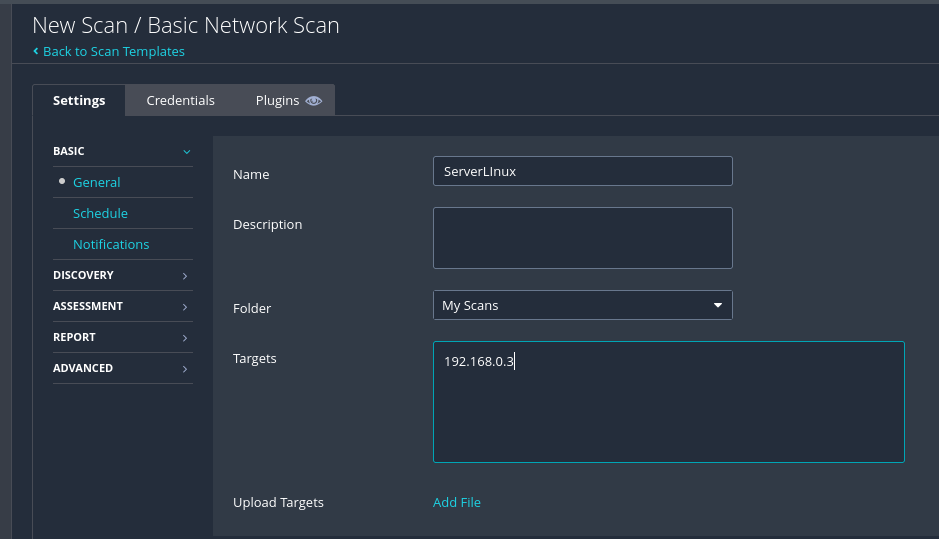 New Scan / Basic Network Scan
Back to Scan Templates
Settings Credentials Plugins
BASIC
General
Schedule
Notifications
DISCOVERY
ASSESSMENT
REPORT
ADVANCED
Name ServerLInux
Description
Folder My Scans
Targets 192.168.0.3
Upload Targets Add File